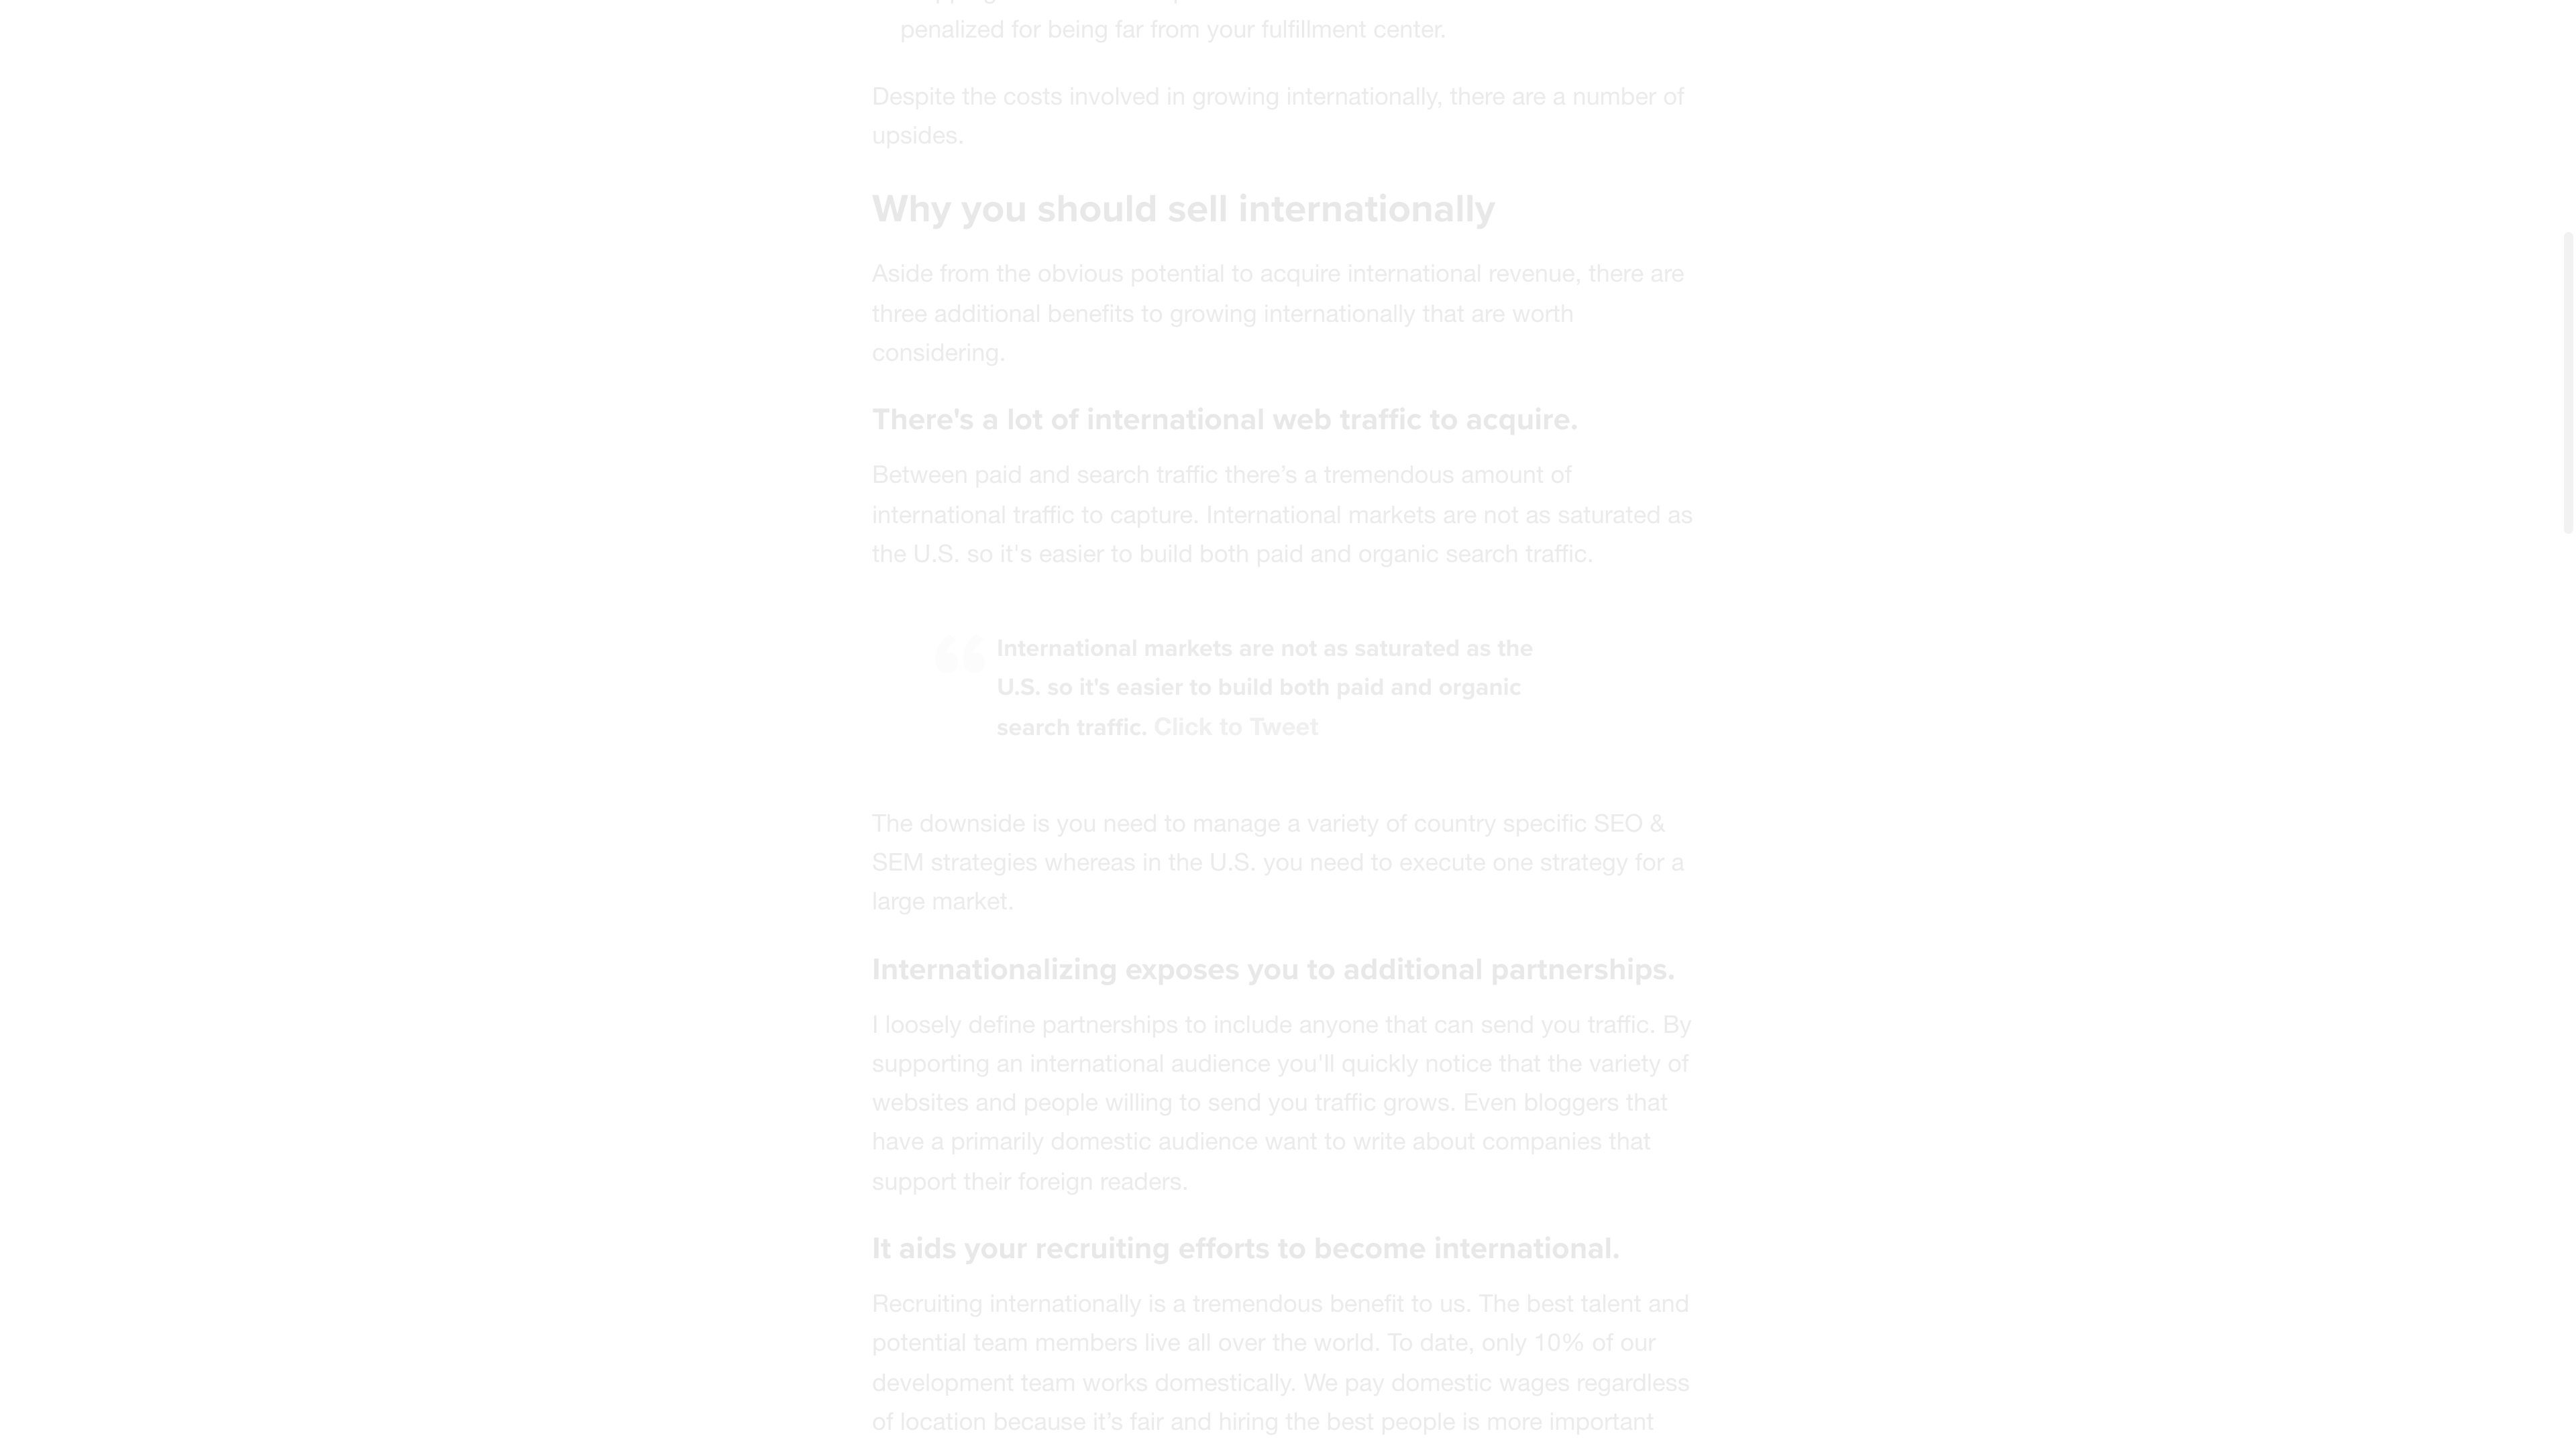 penalized for being far from your fulfillment center.
Despite the costs involved in growing internationally, there are a number of
upsides.
Why you should sell internationally
Aside from the obvious potential to acquire international revenue, there are
three additional benefits to growing internationally that are worth
considering.
There's a lot of international web traffic to acquire.
Between paid and search traffic there’s a tremendous amount of
international traffic to capture. International markets are not as saturated as
the U.S. so it's easier to build both paid and organic search traffic.
International markets are not as saturated as the
U.S. so it's easier to build both paid and organic
search traffic. Click to Tweet
The downside is you need to manage a variety of country specific SEO &
SEM strategies whereas in the U.S. you need to execute one strategy for a
large market.
Internationalizing exposes you to additional partnerships.
I loosely define partnerships to include anyone that can send you traffic. By
supporting an international audience you'll quickly notice that the variety of
websites and people willing to send you traffic grows. Even bloggers that
have a primarily domestic audience want to write about companies that
support their foreign readers.
It aids your recruiting efforts to become international.
Recruiting internationally is a tremendous benefit to us. The best talent and
potential team members live all over the world. To date, only 10% of our
development team works domestically. We pay domestic wages regardless
of location because it’s fair and hiring the best people is more important